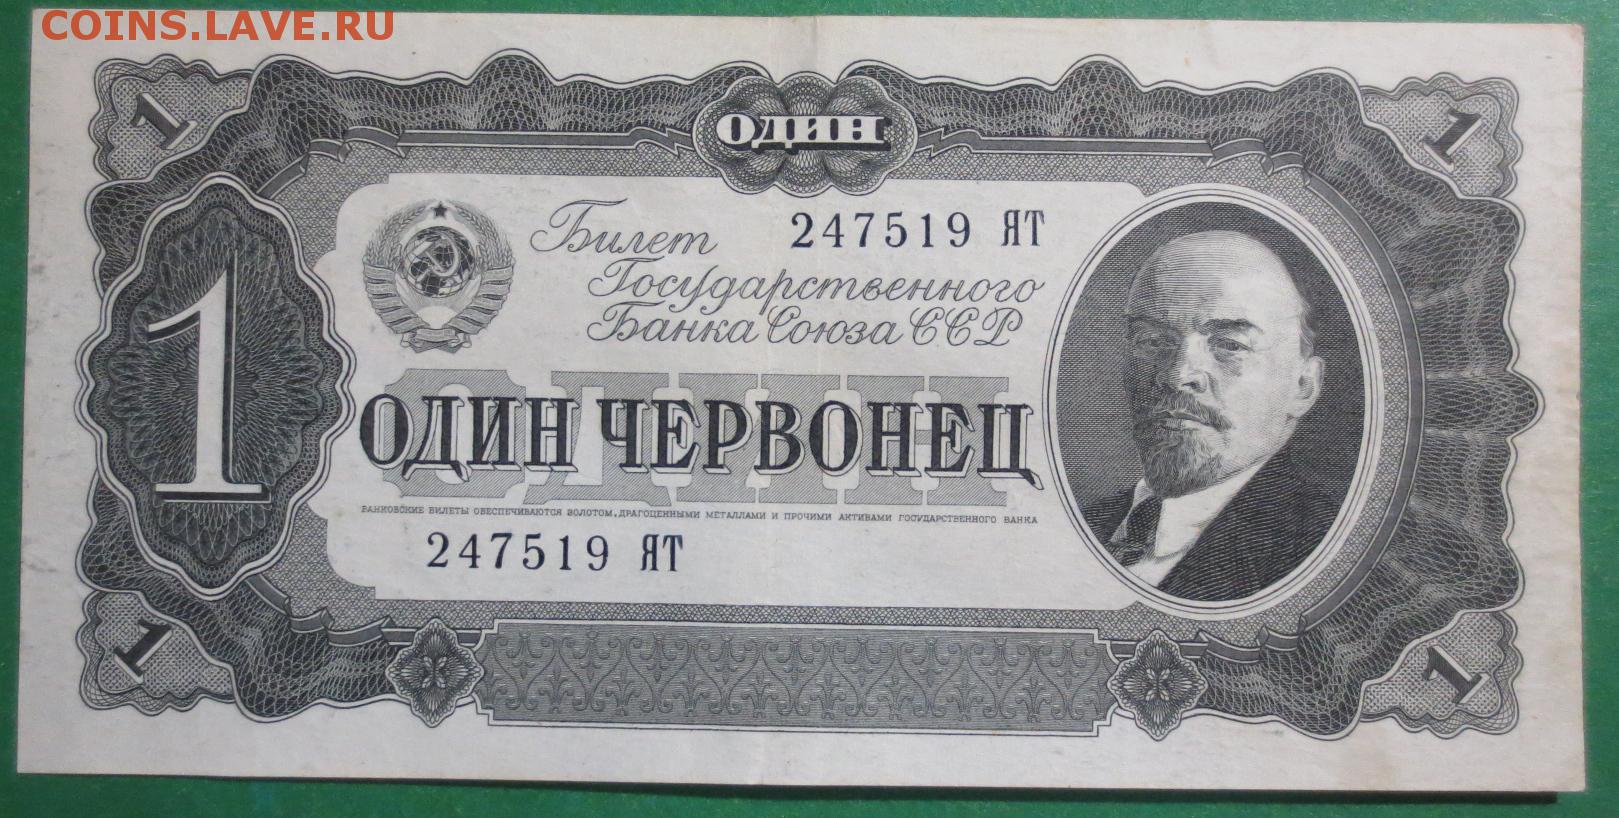 COINS.LAVE.RU
1
ОДИН
1
Билет 247519 ЯТ
Государственного
Банка Союза ССР
1
ОДИН
ОДИН ЧЕРВОНЕЦ
БАНКОВСКИЕ БИЛЕТЫ ОБЕСПЕЧИВАЮТСЯ ЗОЛОТОМ, ДРАГОЦЕННЫМИ МЕТАЛЛАМИ И ПРОЧИМИ АКТИВАМИ ГОСУДАРСТВЕННОГО БАНКА
247519 ЯТ
1
1